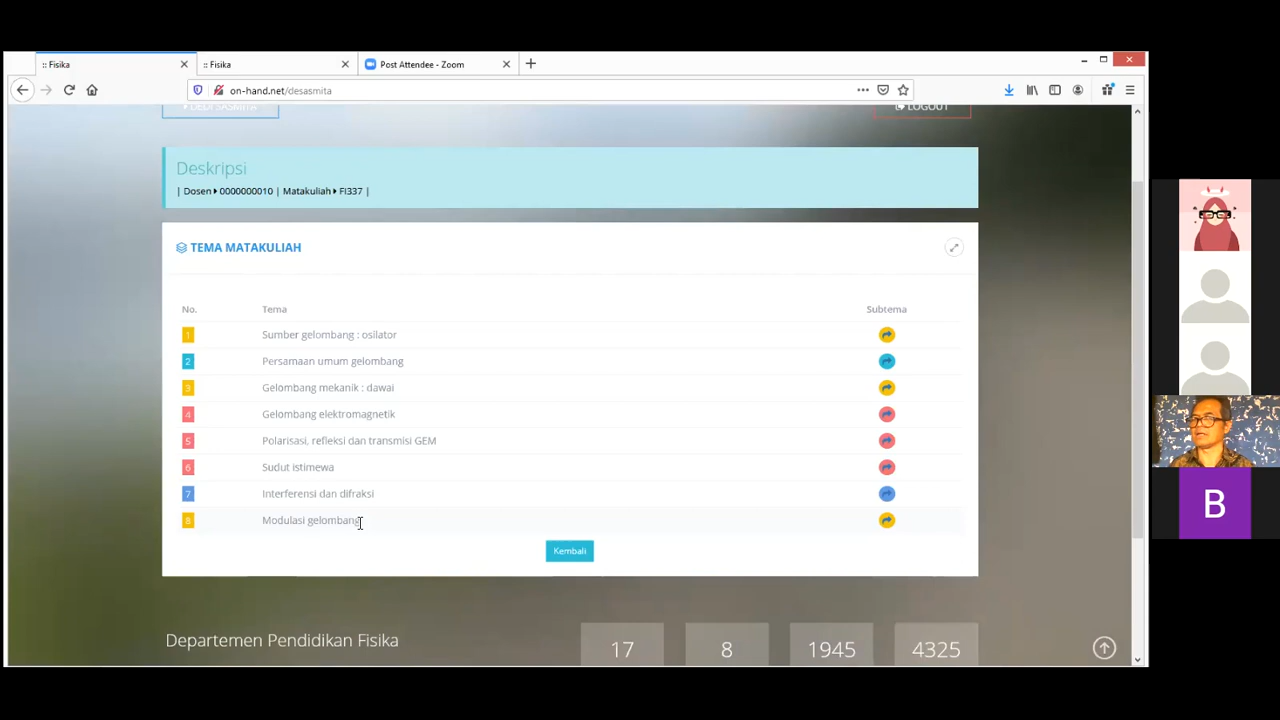 :: Fisika
:: Fisika
Post Attendee - Zoom
on-hand.net/desasmita
DEDI SASMITA
LOGOUT
Deskripsi
| Dosen 0000000010 | Matakuliah FI337 |
TEMA MATAKULIAH
No. Tema Subtema
1 Sumber gelombang : osilator
2 Persamaan umum gelombang
3 Gelombang mekanik : dawai
4 Gelombang elektromagnetik
5 Polarisasi, refleksi dan transmisi GEM
6 Sudut istimewa
7 Interferensi dan difraksi
8 Modulasi gelombang
Kembali
Departemen Pendidikan Fisika
17 8 1945 4325
B